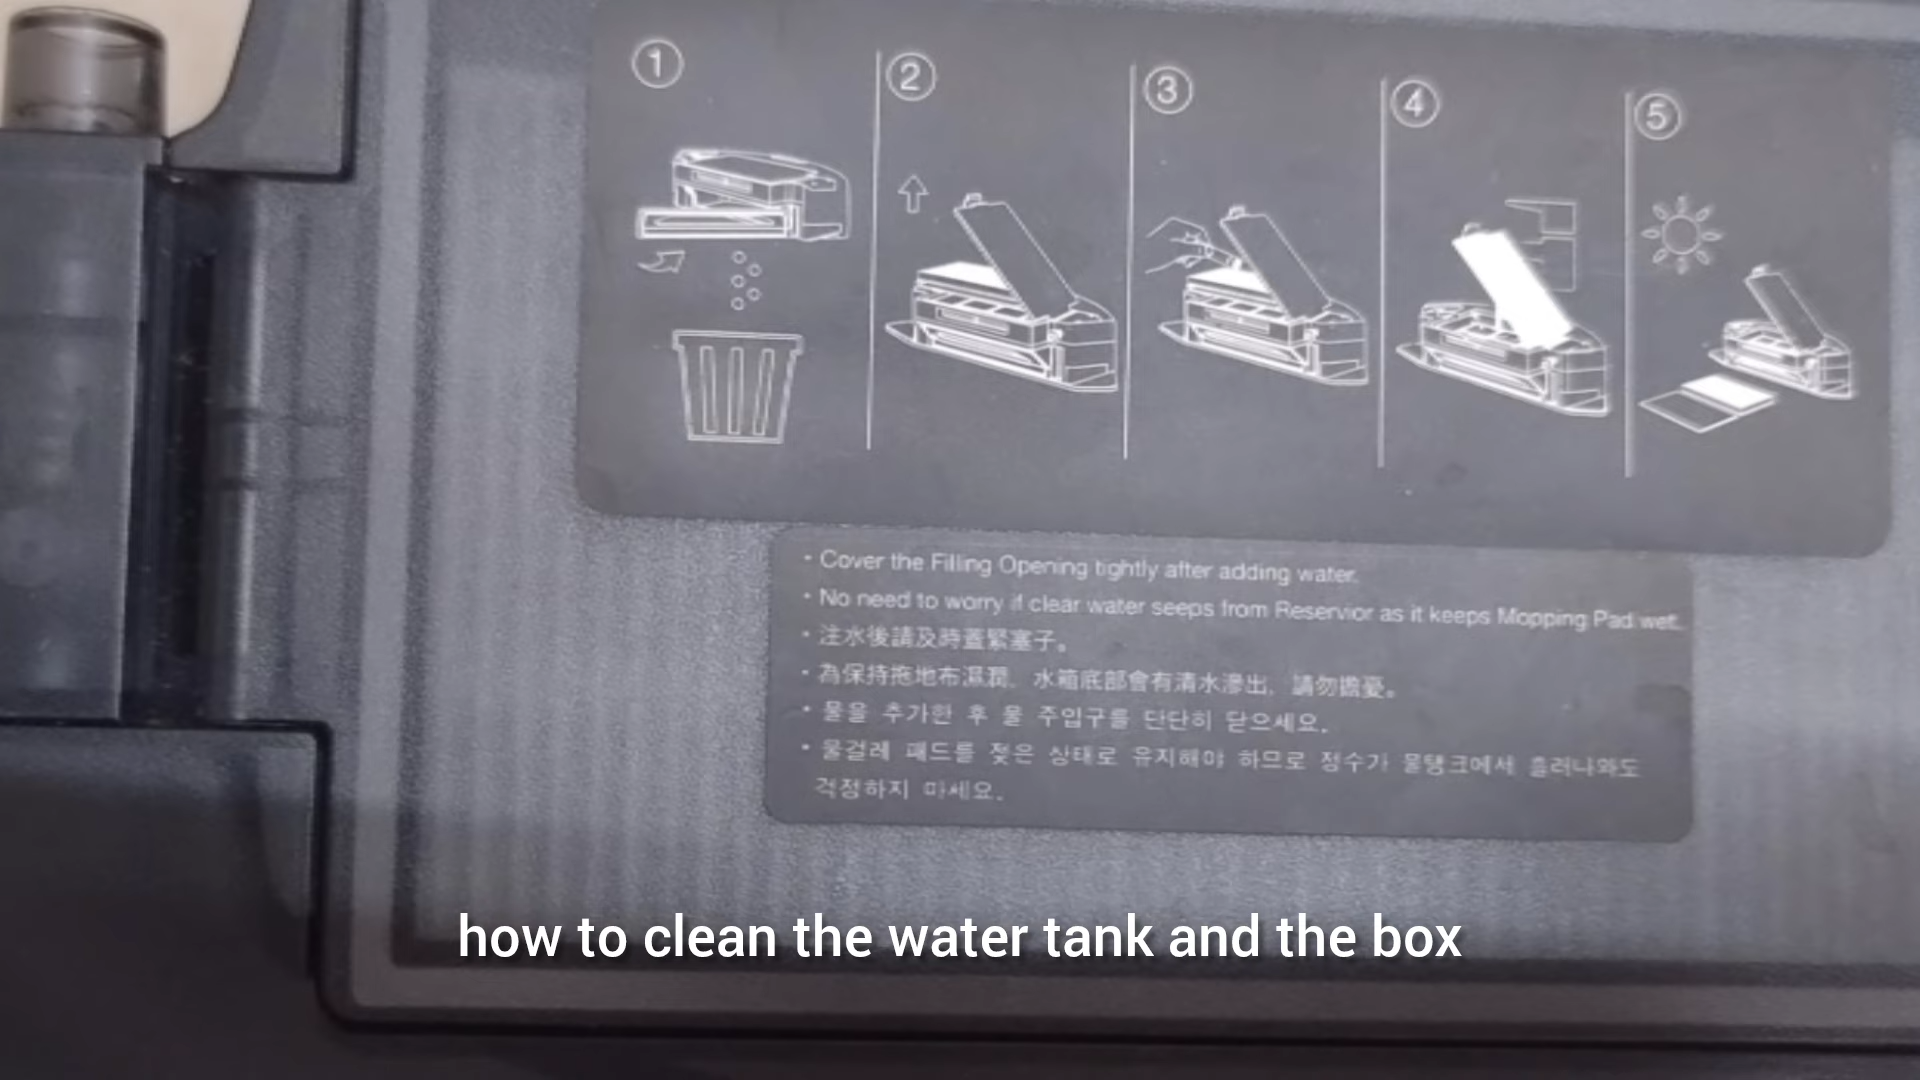 1 2 3 4 5
• Cover the Filling Opening tightly after adding water.
• No need to worry if clear water seeps from Reservior as it keeps Mopping Pad wet.
• 注水後請及時蓋緊塞子。
• 為保持拖地布濕潤，水箱底部會有清水滲出，請勿擔憂。
• 물을 추가한 후 물 주입구를 단단히 닫으세요.
• 물걸레 패드를 젖은 상태로 유지해야 하므로 정수가 물탱크에서 흘러나와도
걱정하지 마세요.
how to clean the water tank and the box